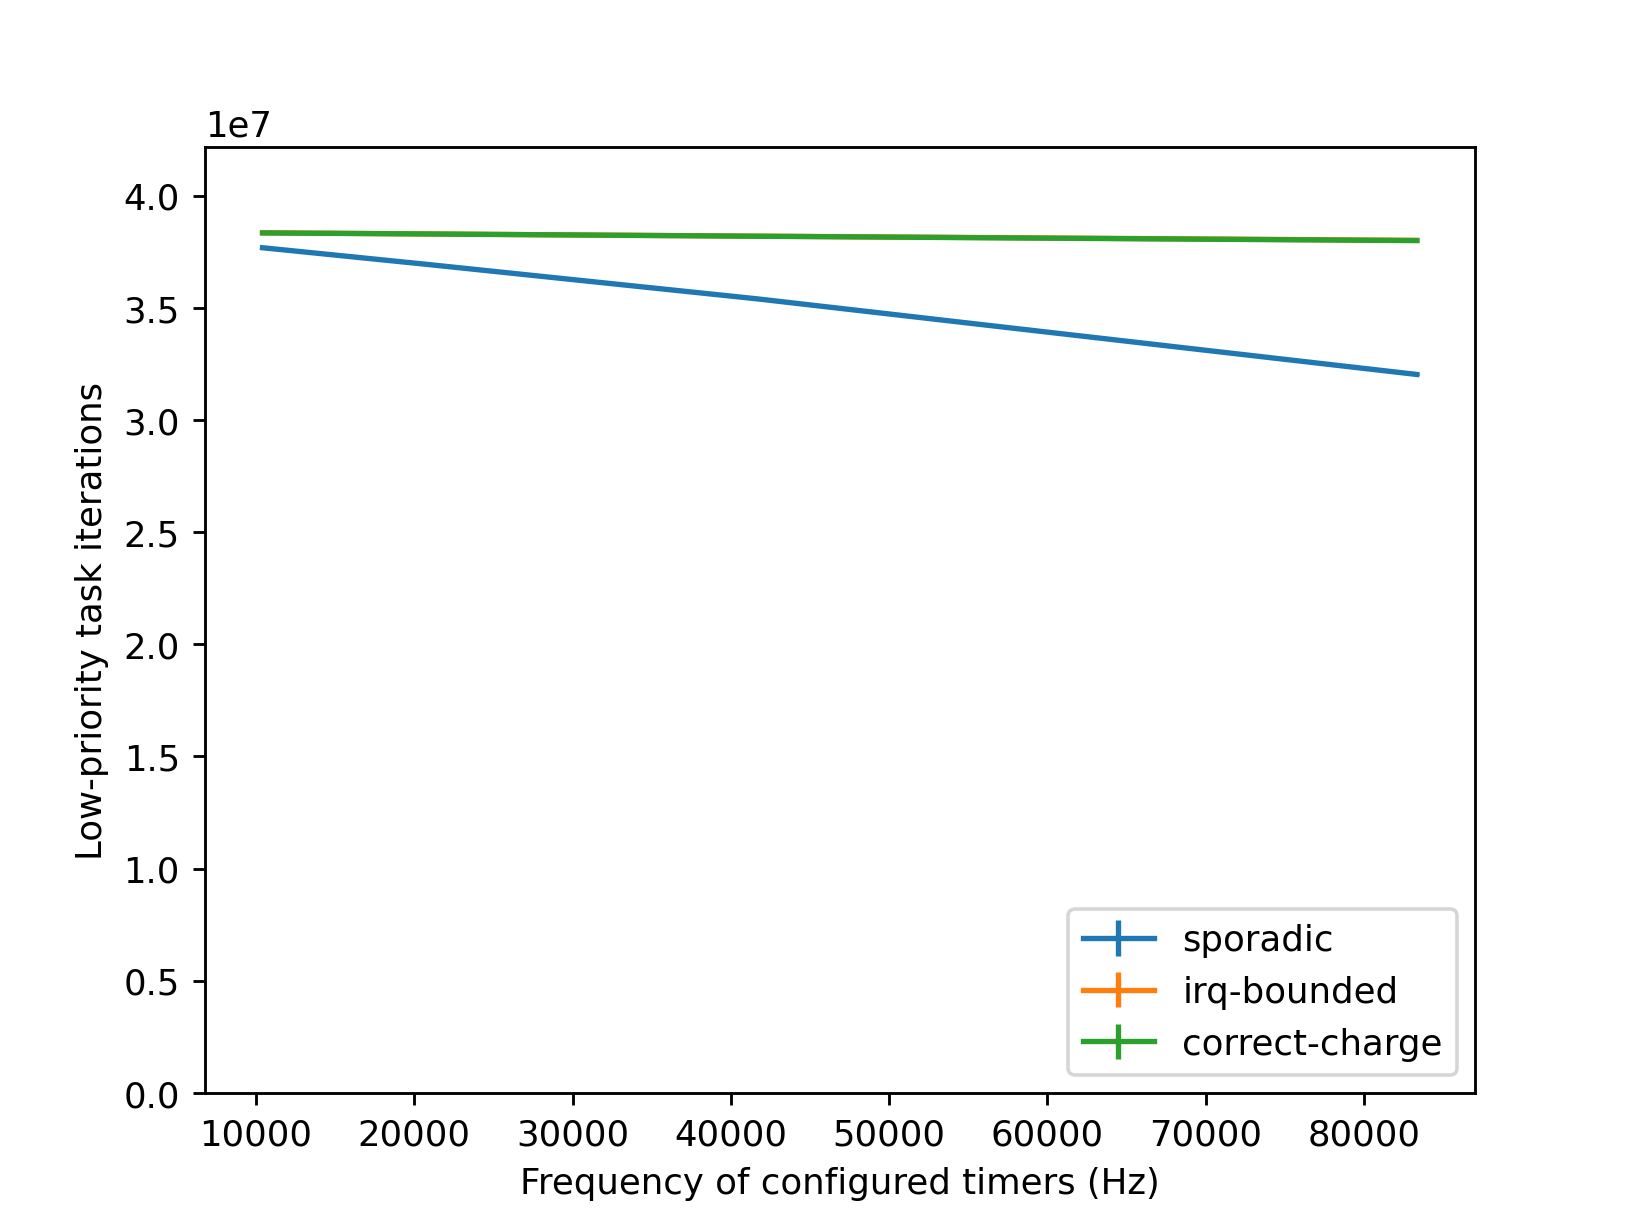 1e7
4.0
3.5
3.0
2.5
2.0
1.5
1.0
0.5
0.0
Low-priority task iterations
sporadic
irq-bounded
correct-charge
10000 20000 30000 40000 50000 60000 70000 80000
Frequency of configured timers (Hz)